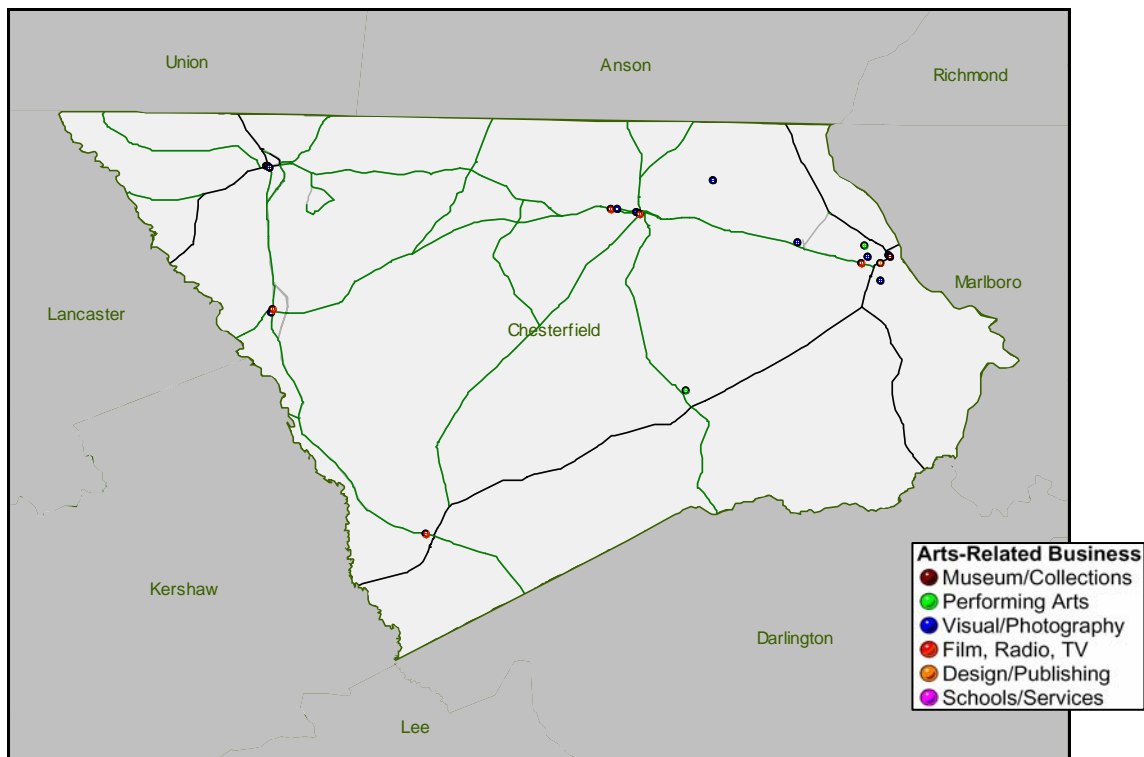 Union
Anson
Richmond
Marlboro
Lancaster
Chesterfield
Kershaw
Darlington
Lee
Arts-Related Business
Museum/Collections
Performing Arts
Visual/Photography
Film, Radio, TV
Design/Publishing
Schools/Services